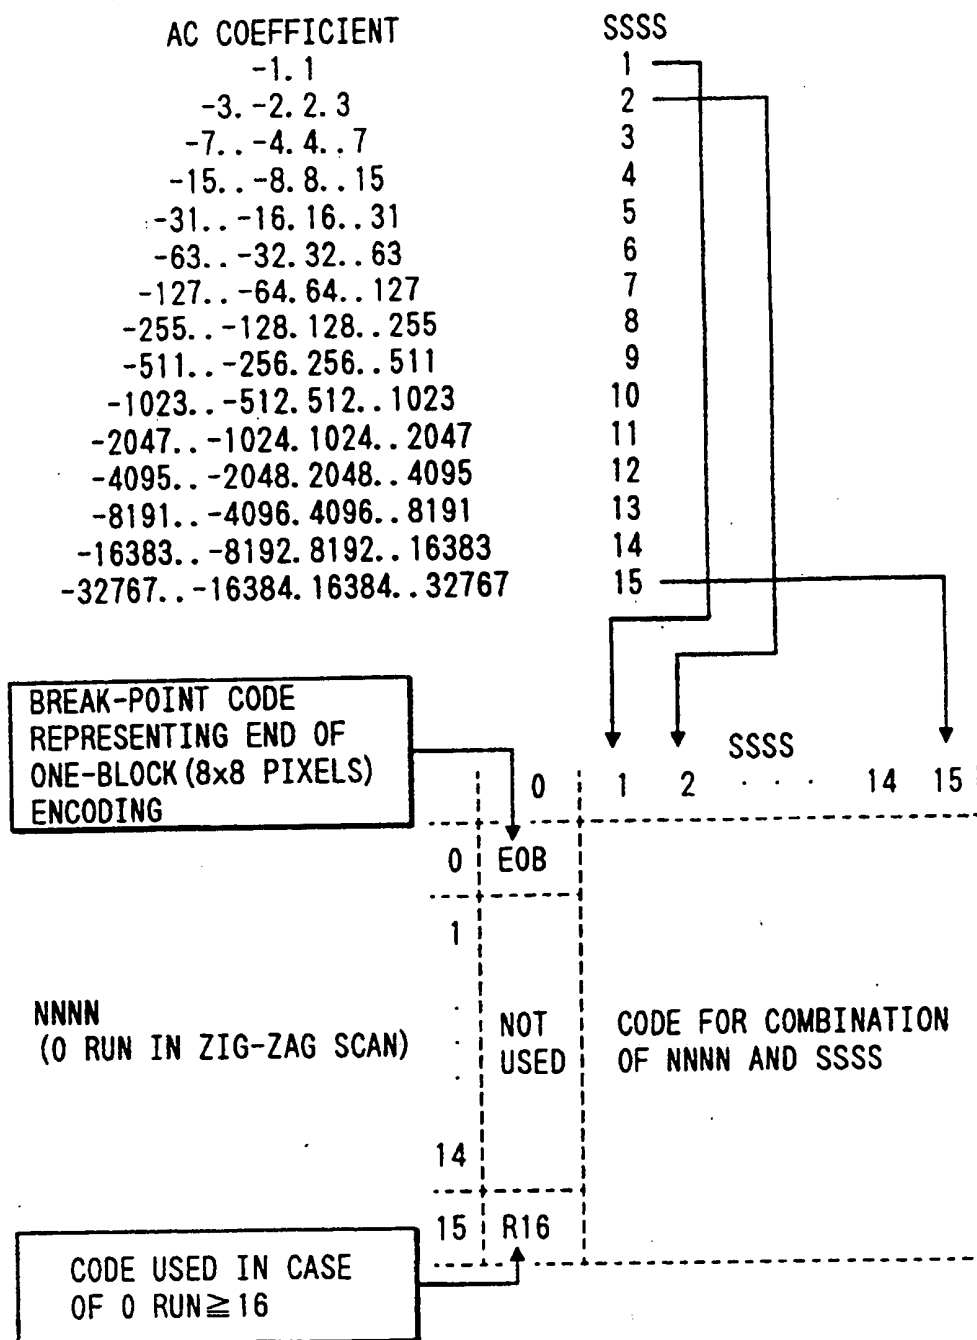 AC COEFFICIENT SSSS
-1. 1 1
-3. -2. 2. 3 2
-7. . -4. 4. . 7 3
-15. . -8. 8. . 15 4
-31. . -16. 16. . 31 5
-63. . -32. 32. . 63 6
-127. . -64. 64. . 127 7
-255. . -128. 128. . 255 8
-511. . -256. 256. . 511 9
-1023. . -512. 512. . 1023 10
-2047. . -1024. 1024. . 2047 11
-4095. . -2048. 2048. . 4095 12
-8191. . -4096. 4096. . 8191 13
-16383. . -8192. 8192. . 16383 14
-32767. . -16384. 16384. . 32767 15
BREAK-POINT CODE
REPRESENTING END OF
ONE-BLOCK (8x8 PIXELS)
ENCODING
SSSS
0 1 2 · · · 14 15
0 EOB
1
·
·
·
14
15 R16
NNNN
(0 RUN IN ZIG-ZAG SCAN)
NOT
USED
CODE FOR COMBINATION
OF NNNN AND SSSS
CODE USED IN CASE
OF 0 RUN≧16